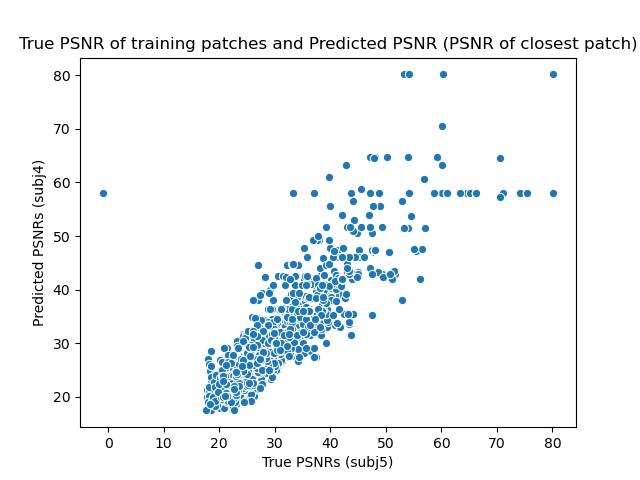 True PSNR of training patches and Predicted PSNR (PSNR of closest patch)
80
70
60
50
40
30
20
Predicted PSNRs (subj4)
0 10 20 30 40 50 60 70 80
True PSNRs (subj5)